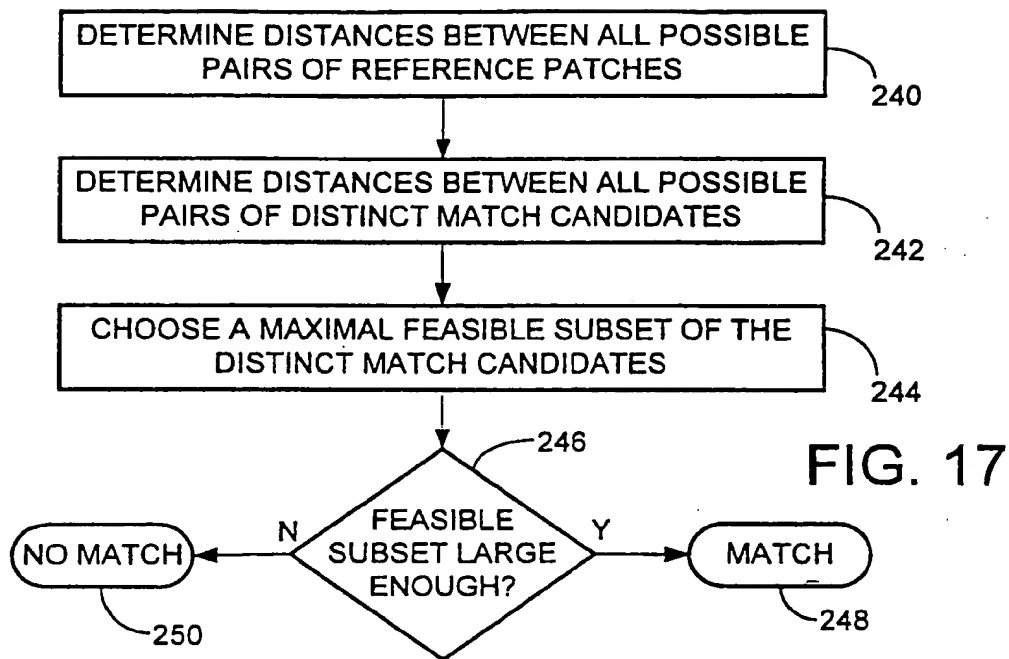 DETERMINE DISTANCES BETWEEN ALL POSSIBLE
PAIRS OF REFERENCE PATCHES
240
DETERMINE DISTANCES BETWEEN ALL POSSIBLE
PAIRS OF DISTINCT MATCH CANDIDATES
242
CHOOSE A MAXIMAL FEASIBLE SUBSET OF THE
DISTINCT MATCH CANDIDATES
244
246
FIG. 17
N
FEASIBLE
SUBSET LARGE
ENOUGH?
Y
NO MATCH
MATCH
250
248